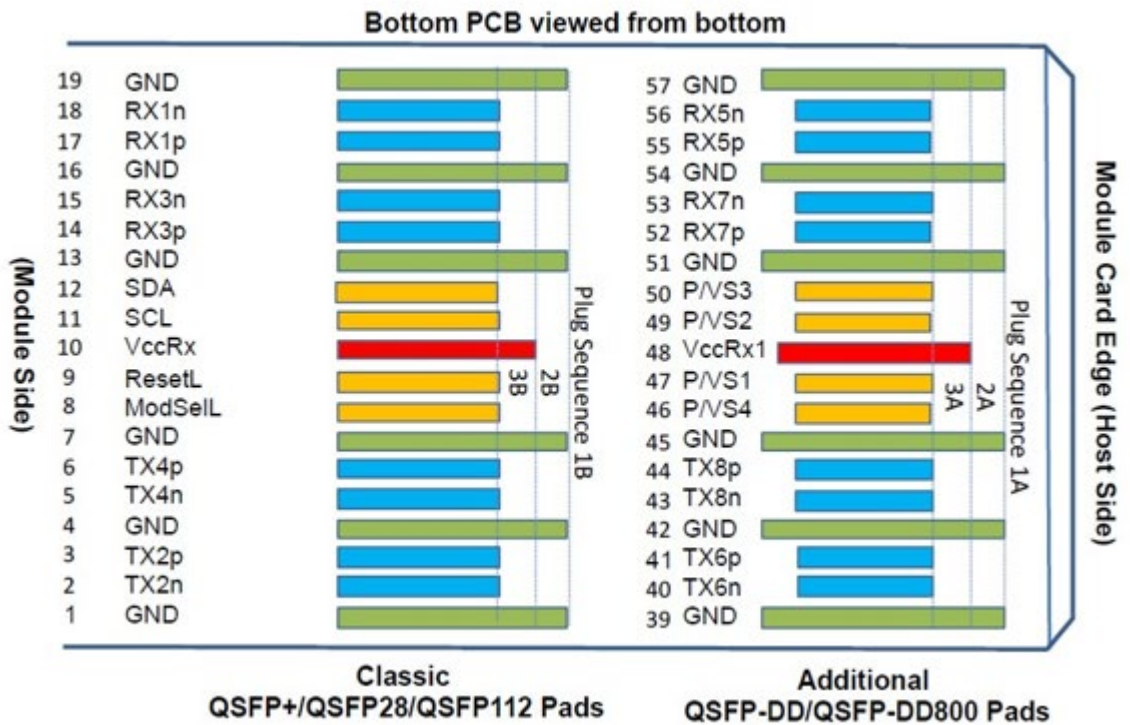 Bottom PCB viewed from bottom
19 GND 57 GND
18 RX1n 56 RX5n
17 RX1p 55 RX5p
16 GND 54 GND
15 RX3n 53 RX7n
14 RX3p 52 RX7p
13 GND 51 GND
12 SDA 50 P/VS3
11 SCL 49 P/VS2
10 VccRx 48 VccRx1
9 ResetL 47 P/VS1
8 ModSelL 46 P/VS4
7 GND 45 GND
6 TX4p 44 TX8p
5 TX4n 43 TX8n
4 GND 42 GND
3 TX2p 41 TX6p
2 TX2n 40 TX6n
1 GND 39 GND
(Module Side)
3B
2B
Plug Sequence 1B
3A
2A
Plug Sequence 1A
Module Card Edge (Host Side)
Classic
QSFP+/QSFP28/QSFP112 Pads
Additional
QSFP-DD/QSFP-DD800 Pads